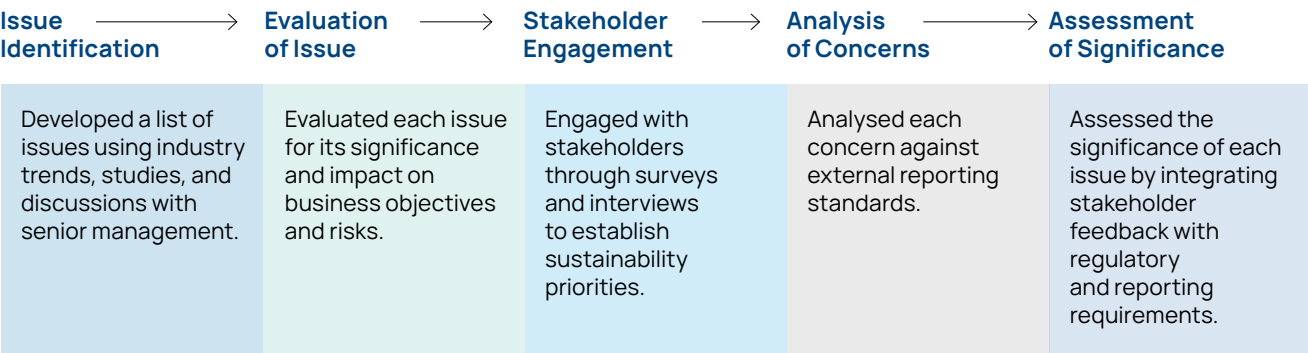 Issue
Identification
Evaluation
of Issue
Stakeholder
Engagement
Analysis
of Concerns
Assessment
of Significance
Developed a list of
issues using industry
trends, studies, and
discussions with
senior management.
Evaluated each issue
for its significance
and impact on
business objectives
and risks.
Engaged with
stakeholders
through surveys
and interviews
to establish
sustainability
priorities.
Analysed each
concern against
external reporting
standards.
Assessed the
significance of each
issue by integrating
stakeholder
feedback with
regulatory
and reporting
requirements.